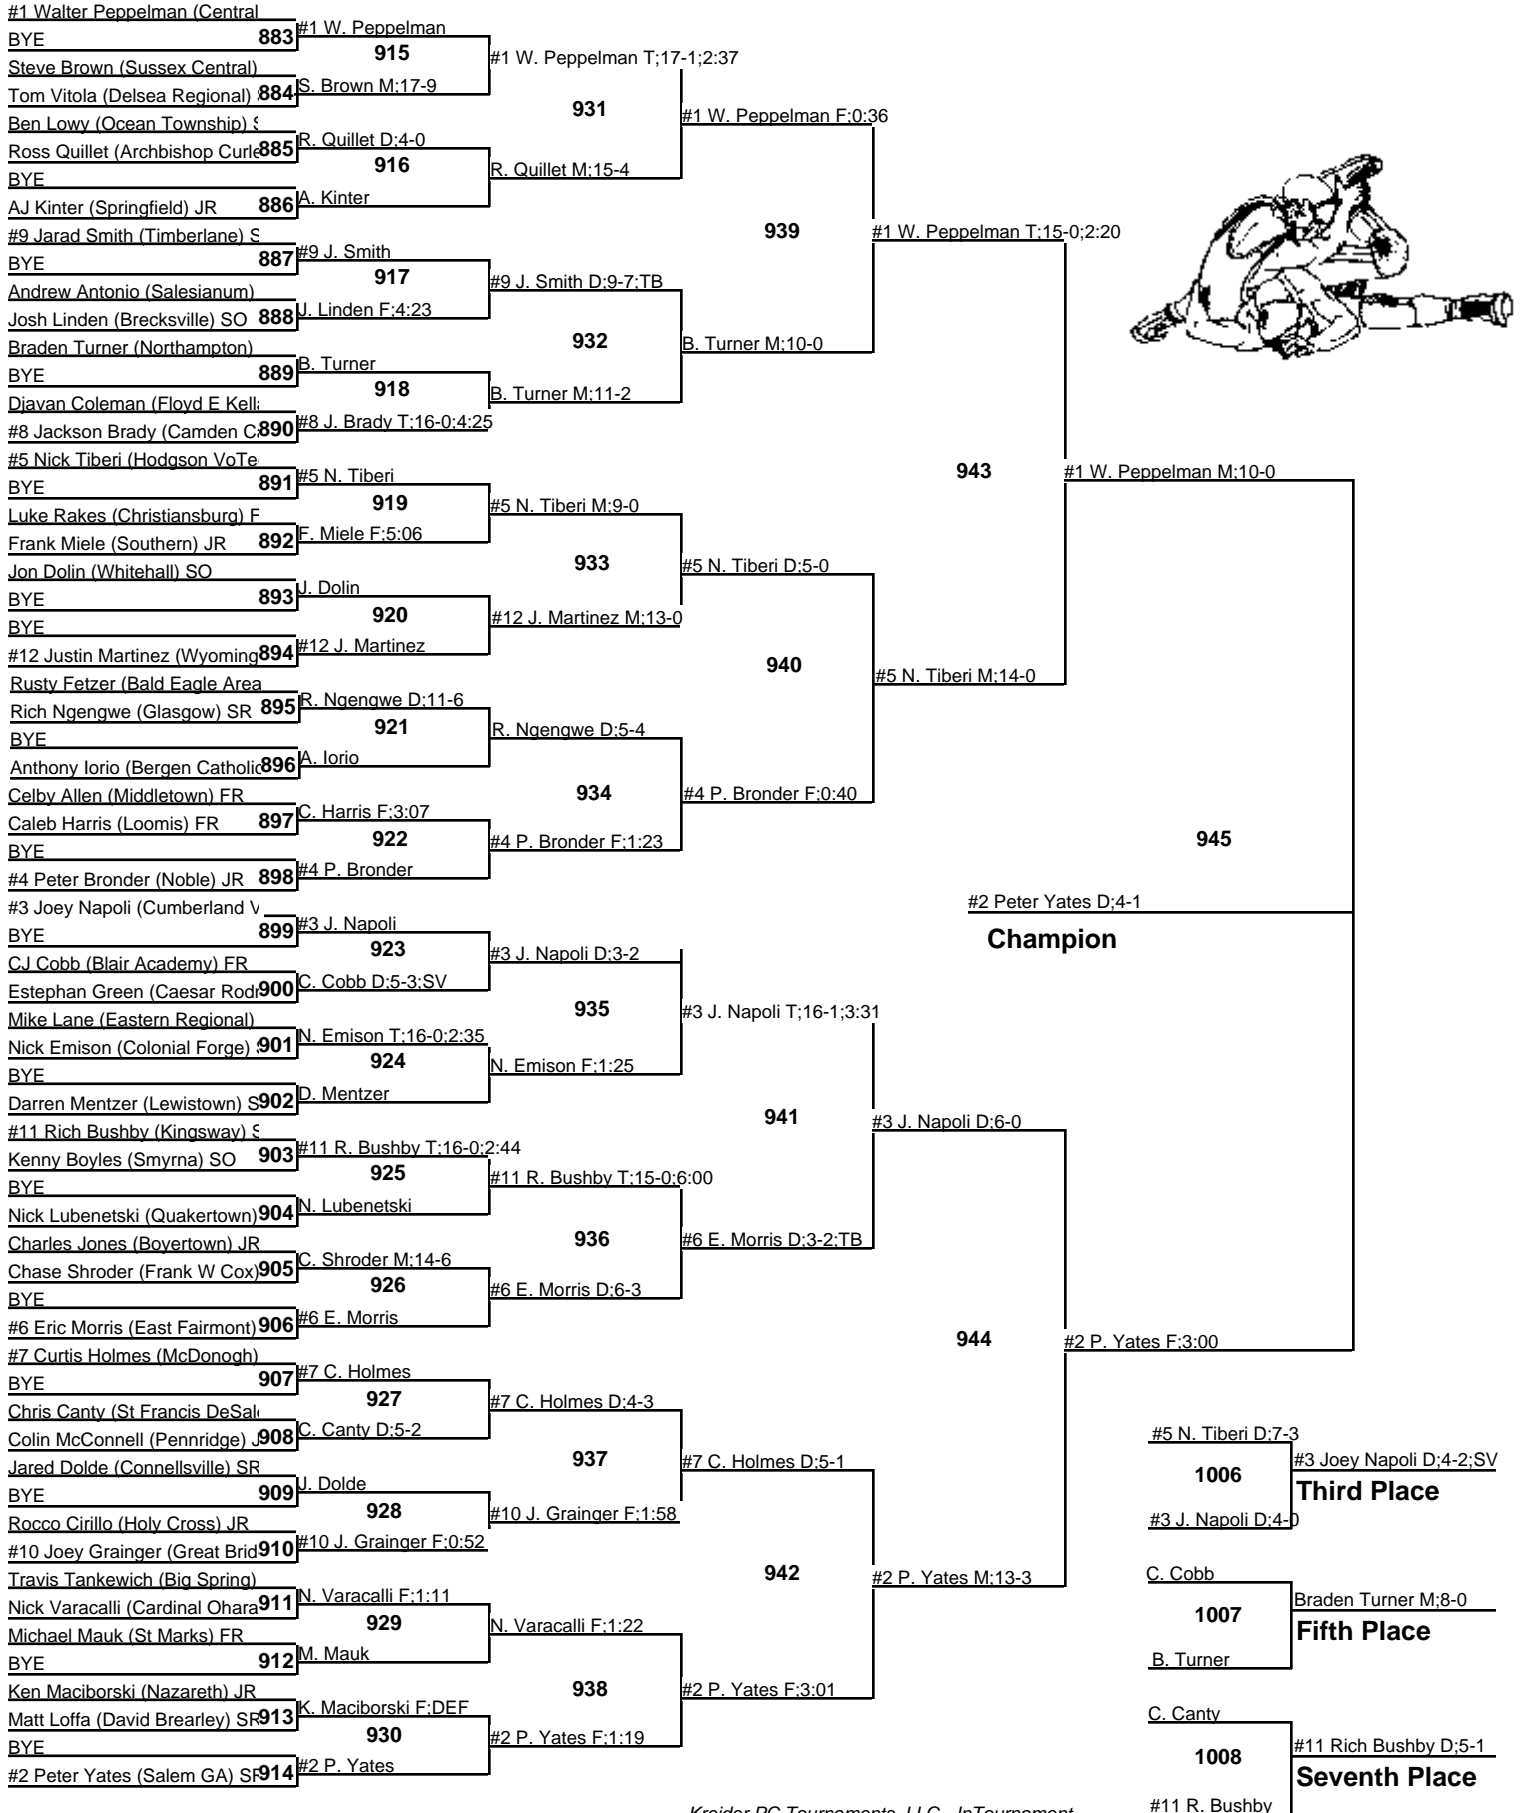 #1 Walter Peppelman (Central
BYE
883
Steve Brown (Sussex Central)
Tom Vitola (Delsea Regional)
884
Ben Lowy (Ocean Township) S
Ross Quillet (Archbishop Curle
885
BYE
AJ Kinter (Springfield) JR
886
#9 Jarad Smith (Timberlane) S
BYE
887
Andrew Antonio (Salesianum)
Josh Linden (Brecksville) SO
888
Braden Turner (Northampton)
BYE
889
Djavan Coleman (Floyd E Kell
#8 Jackson Brady (Camden C
890
#5 Nick Tiberi (Hodgson VoTe
BYE
891
Luke Rakes (Christiansburg) F
Frank Miele (Southern) JR
892
Jon Dolin (Whitehall) SO
BYE
893
BYE
#12 Justin Martinez (Wyoming
894
Rusty Fetzer (Bald Eagle Area
Rich Ngengwe (Glasgow) SR
895
BYE
Anthony Iorio (Bergen Catholic
896
Celby Allen (Middletown) FR
Caleb Harris (Loomis) FR
897
BYE
#4 Peter Bronder (Noble) JR
898
#3 Joey Napoli (Cumberland V
BYE
899
CJ Cobb (Blair Academy) FR
Estephan Green (Caesar Rodr
900
Mike Lane (Eastern Regional)
Nick Emison (Colonial Forge)
901
BYE
Darren Mentzer (Lewistown) S
902
#11 Rich Bushby (Kingsway) S
Kenny Boyles (Smyrna) SO
903
BYE
Nick Lubenetski (Quakertown)
904
Charles Jones (Boyertown) JR
Chase Shroder (Frank W Cox)
905
BYE
#6 Eric Morris (East Fairmont)
906
#7 Curtis Holmes (McDonogh)
BYE
907
Chris Canty (St Francis DeSale
Colin McConnell (Pennridge) J
908
Jared Dolde (Connellsville) SR
BYE
909
Rocco Cirillo (Holy Cross) JR
#10 Joey Grainger (Great Brid
910
Travis Tankewich (Big Spring)
Nick Varacalli (Cardinal Ohara
911
Michael Mauk (St Marks) FR
BYE
912
Ken Maciborski (Nazareth) JR
Matt Loffa (David Brearley) SR
913
BYE
#2 Peter Yates (Salem GA) SR
914
#1 W. Peppelman
915
S. Brown M;17-9
R. Quillet D;4-0
916
A. Kinter
#9 J. Smith
917
J. Linden F;4:23
B. Turner
918
#8 J. Brady T;16-0;4:25
#5 N. Tiberi
919
F. Miele F;5:06
J. Dolin
920
#12 J. Martinez
R. Ngengwe D;11-6
921
A. Iorio
C. Harris F;3:07
922
#4 P. Bronder
#3 J. Napoli
923
C. Cobb D;5-3;SV
N. Emison T;16-0;2:35
924
D. Mentzer
#11 R. Bushby T;16-0;2:44
925
N. Lubenetski
C. Shroder M;14-6
926
#6 E. Morris
#7 C. Holmes
927
C. Canty D;5-2
J. Dolde
928
#10 J. Grainger F;0:52
N. Varacalli F;1:11
929
M. Mauk
K. Maciborski F;DEF
930
#2 P. Yates
#1 W. Peppelman T;17-1;2:37
931
R. Quillet M;15-4
#9 J. Smith D;9-7;TB
932
B. Turner M;11-2
#5 N. Tiberi M;9-0
933
#12 J. Martinez M;13-0
R. Ngengwe D;5-4
934
#4 P. Bronder F;1:23
#3 J. Napoli D;3-2
935
N. Emison F;1:25
#11 R. Bushby T;15-0;6:00
936
#6 E. Morris D;6-3
#7 C. Holmes D;4-3
937
#10 J. Grainger F;1:58
N. Varacalli F;1:22
938
#2 P. Yates F;1:19
#1 W. Peppelman F;0:36
939
B. Turner M;10-0
#5 N. Tiberi D;5-0
940
#4 P. Bronder F;0:40
#3 J. Napoli T;16-1;3:31
941
#6 E. Morris D;3-2;TB
#7 C. Holmes D;5-1
942
#2 P. Yates F;3:01
#1 W. Peppelman T;15-0;2:20
943
#5 N. Tiberi M;14-0
#3 J. Napoli D;6-0
944
#2 P. Yates M;13-3
#1 W. Peppelman M;10-0
945
#2 P. Yates F;3:00
#2 Peter Yates D;4-1
Champion
#5 N. Tiberi D;7-3
1006
#3 J. Napoli D;4-0
#3 Joey Napoli D;4-2;SV
Third Place
C. Cobb
1007
B. Turner
Braden Turner M;8-0
Fifth Place
C. Canty
1008
#11 R. Bushby
#11 Rich Bushby D;5-1
Seventh Place
Kreider PC Tournaments, LLC - InTournament